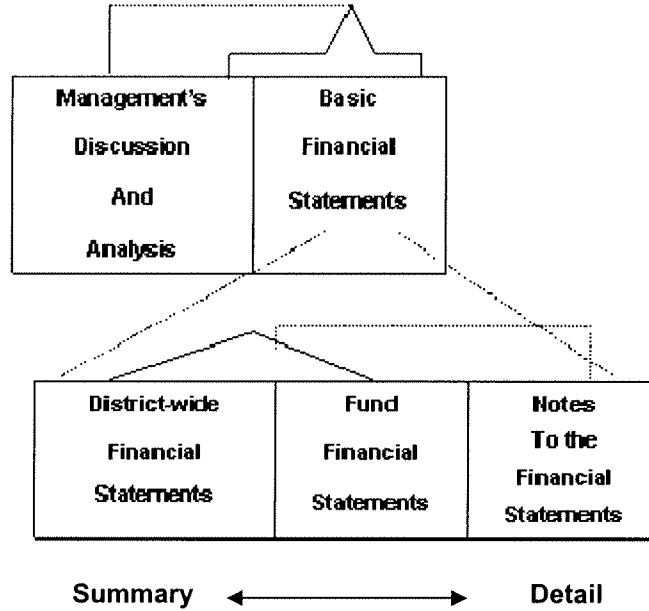 Management's
Discussion
And
Analysis
Basic
Financial
Statements
District-wide
Financial
Statements
Fund
Financial
Statements
Notes
To the
Financial
Statements
Summary
Detail